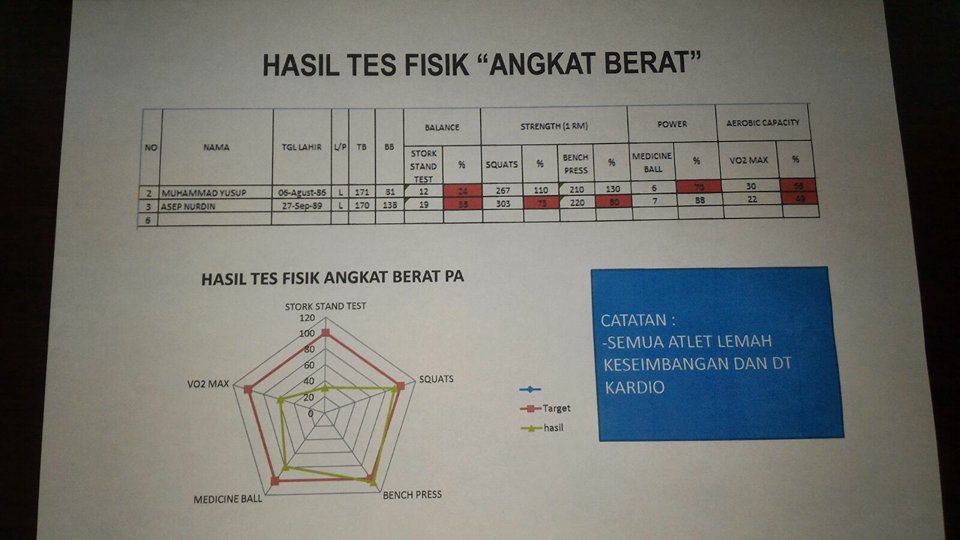 HASIL TES FISIK “ANGKAT BERAT”
NO NAMA TGL LAHIR L/P TB BB BALANCE STRENGTH (1 RM) POWER AEROBIC CAPACITY
STORK STAND TEST % SQUATS % BENCH PRESS % MEDICINE BALL % VO2 MAX %
2 MUHAMMAD YUSUP 06-Agust-86 L 171 81 12 24 267 110 210 130 6 30
3 ASEP NURDIN 27-Sep-89 L 170 138 19 303 73 220 80 7 88 22 49
6
HASIL TES FISIK ANGKAT BERAT PA
STORK STAND TEST
120
100
80
60
40
20
0
VO2 MAX
SQUATS
MEDICINE BALL
BENCH PRESS
Target
hasil
CATATAN :
-SEMUA ATLET LEMAH
KESEIMBANGAN DAN DT
KARDIO